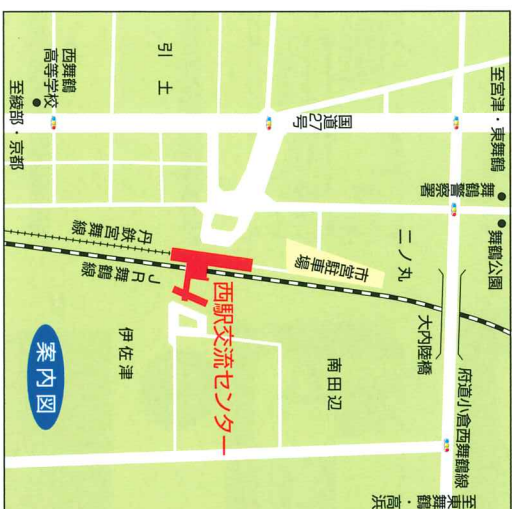 至宮津・東舞鶴
舞鶴警察署
舞鶴公園
府道小倉西舞鶴線
至東舞鶴・高浜
大内陸橋
二ノ丸
国道27号
市営駐車場
南田辺
引土
西駅交流センター
西舞鶴高等学校
至綾部・京都
丹鉄宮舞線
JR舞鶴線
伊佐津
案内図